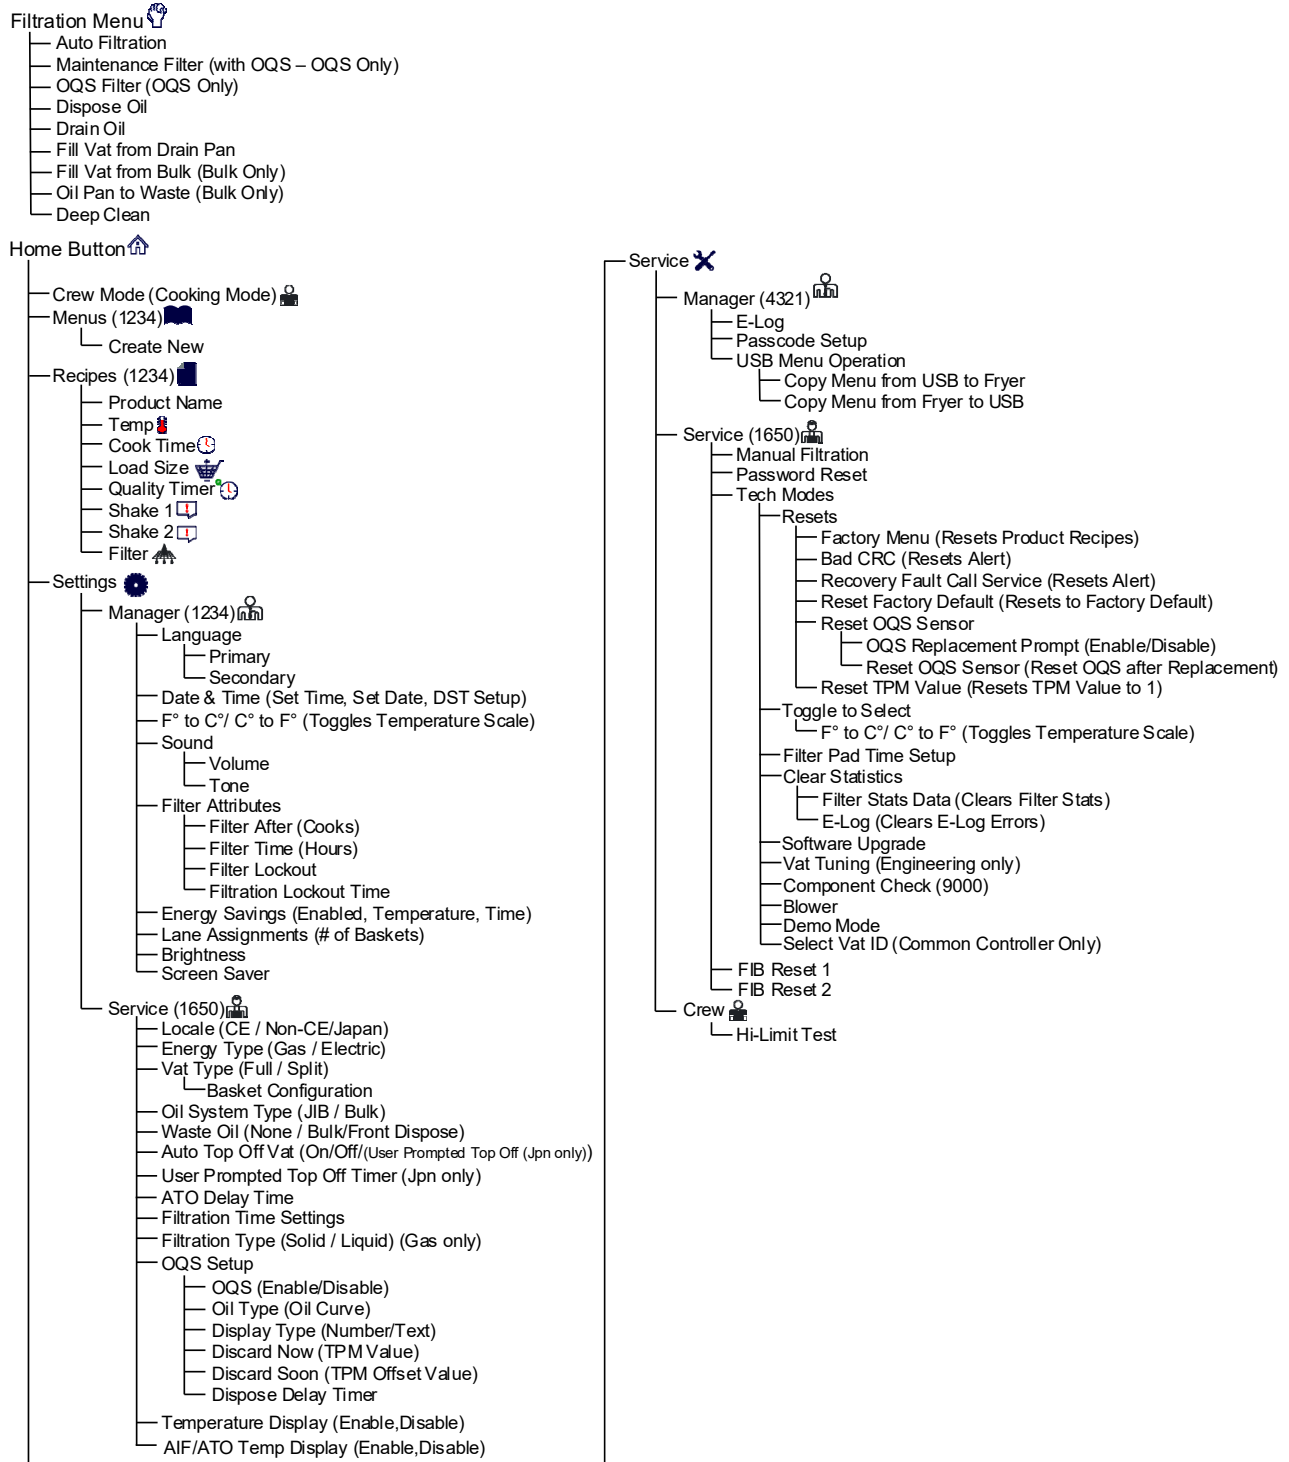 Filtration Menu
Auto Filtration
Maintenance Filter (with OQS – OQS Only)
OQS Filter (OQS Only)
Dispose Oil
Drain Oil
Fill Vat from Drain Pan
Fill Vat from Bulk (Bulk Only)
Oil Pan to Waste (Bulk Only)
Deep Clean
Home Button
Crew Mode (Cooking Mode)
Menus (1234)
Create New
Recipes (1234)
Product Name
Temp
Cook Time
Load Size
Quality Timer
Shake 1
Shake 2
Filter
Settings
Manager (1234)
Language
Primary
Secondary
Date & Time (Set Time, Set Date, DST Setup)
F° to C°/ C° to F° (Toggles Temperature Scale)
Sound
Volume
Tone
Filter Attributes
Filter After (Cooks)
Filter Time (Hours)
Filter Lockout
Filtration Lockout Time
Energy Savings (Enabled, Temperature, Time)
Lane Assignments (# of Baskets)
Brightness
Screen Saver
Service (1650)
Locale (CE / Non-CE/Japan)
Energy Type (Gas / Electric)
Vat Type (Full / Split)
Basket Configuration
Oil System Type (JIB / Bulk)
Waste Oil (None / Bulk/Front Dispose)
Auto Top Off Vat (On/Off/(User Prompted Top Off (Jpn only))
User Prompted Top Off Timer (Jpn only)
ATO Delay Time
Filtration Time Settings
Filtration Type (Solid / Liquid) (Gas only)
OQS Setup
OQS (Enable/Disable)
Oil Type (Oil Curve)
Display Type (Number/Text)
Discard Now (TPM Value)
Discard Soon (TPM Offset Value)
Dispose Delay Timer
Temperature Display (Enable,Disable)
AIF/ATO Temp Display (Enable,Disable)
Service
Manager (4321)
E-Log
Passcode Setup
USB Menu Operation
Copy Menu from USB to Fryer
Copy Menu from Fryer to USB
Service (1650)
Manual Filtration
Password Reset
Tech Modes
Resets
Factory Menu (Resets Product Recipes)
Bad CRC (Resets Alert)
Recovery Fault Call Service (Resets Alert)
Reset Factory Default (Resets to Factory Default)
Reset OQS Sensor
OQS Replacement Prompt (Enable/Disable)
Reset OQS Sensor (Reset OQS after Replacement)
Reset TPM Value (Resets TPM Value to 1)
Toggle to Select
F° to C°/ C° to F° (Toggles Temperature Scale)
Filter Pad Time Setup
Clear Statistics
Filter Stats Data (Clears Filter Stats)
E-Log (Clears E-Log Errors)
Software Upgrade
Vat Tuning (Engineering only)
Component Check (9000)
Blower
Demo Mode
Select Vat ID (Common Controller Only)
FIB Reset 1
FIB Reset 2
Crew
Hi-Limit Test